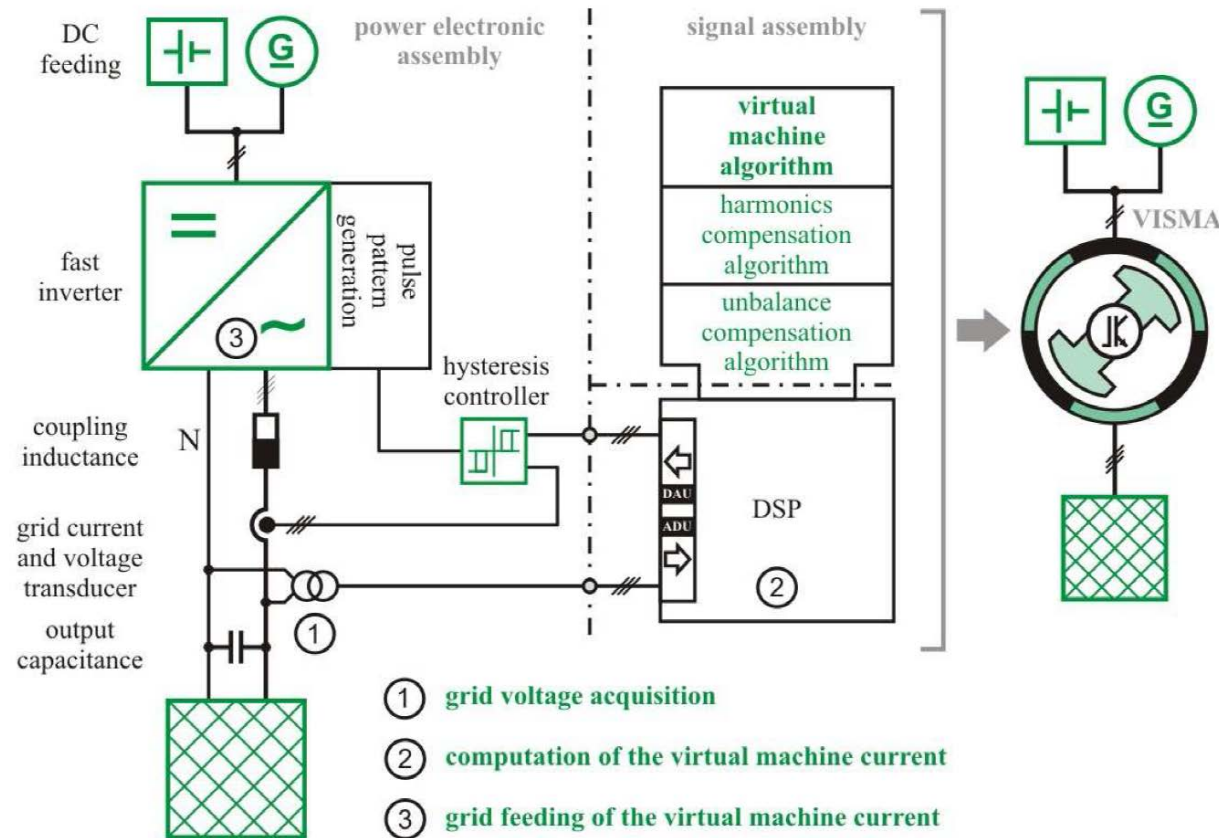 DC
feeding
G
power electronic
assembly
signal assembly
virtual
machine
algorithm
harmonics
compensation
algorithm
unbalance
compensation
algorithm
G
VISMA
fast
inverter
pulse
pattern
generation
3
hysteresis
controller
coupling
inductance
N
DAU
ADU
DSP
2
grid current
and voltage
transducer
1
output
capacitance
1 grid voltage acquisition
2 computation of the virtual machine current
3 grid feeding of the virtual machine current